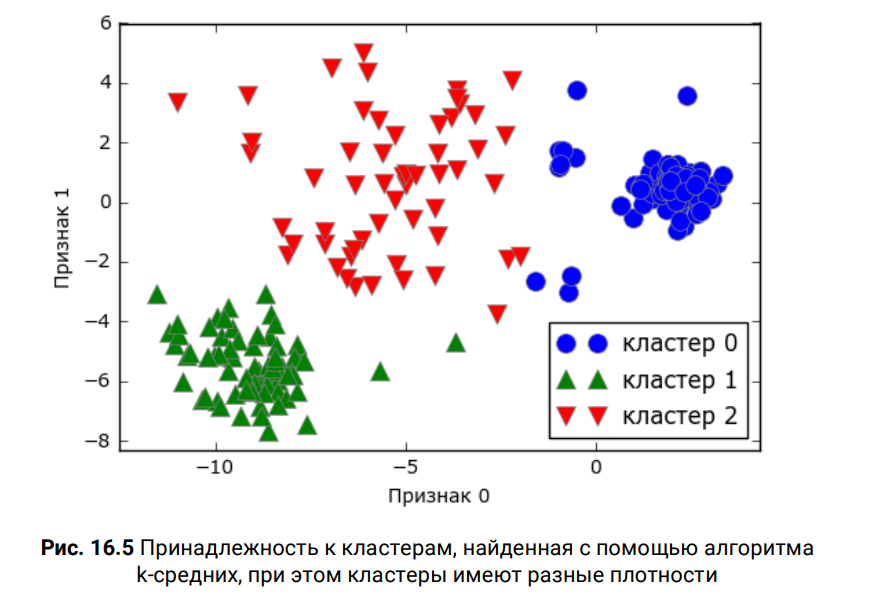 6
4
2
0
−2
−4
−6
−8
Признак 1
−10
−5
0
Признак 0
кластер 0
кластер 1
кластер 2
Рис. 16.5 Принадлежность к кластерам, найденная с помощью алгоритма
k-средних, при этом кластеры имеют разные плотности